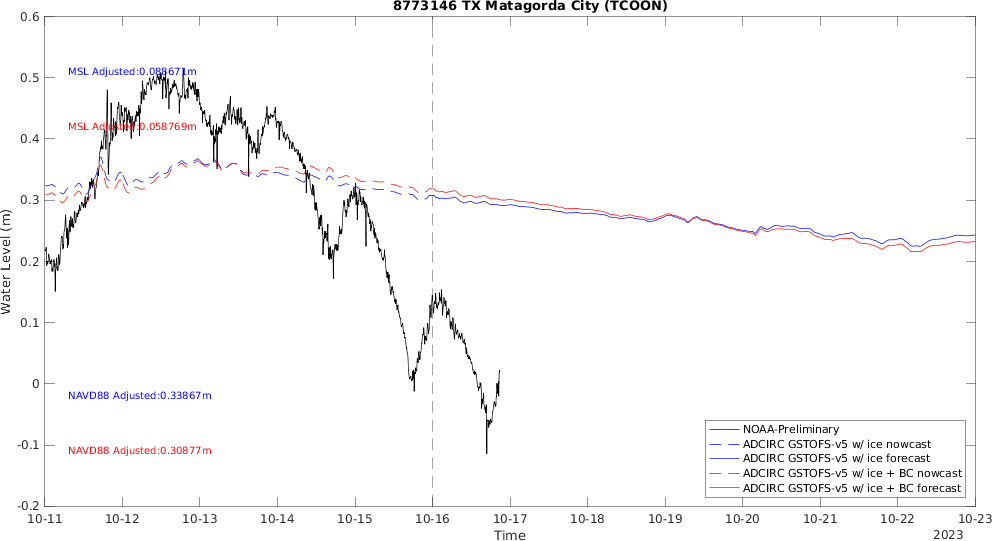 8773146 TX Matagorda City (TCOON)
0.6
0.5
0.4
0.3
0.2
0.1
0
-0.1
-0.2
Water Level (m)
MSL Adjusted:0.088671m
MSL Adjusted:0.058769m
NAVD88 Adjusted:0.33867m
NAVD88 Adjusted:0.30877m
NOAA-Preliminary
ADCIRC GSTOFS-v5 w/ ice nowcast
ADCIRC GSTOFS-v5 w/ ice forecast
ADCIRC GSTOFS-v5 w/ ice + BC nowcast
ADCIRC GSTOFS-v5 w/ ice + BC forecast
10-11 10-12 10-13 10-14 10-15 10-16 10-17 10-18 10-19 10-20 10-21 10-22 10-23
Time
2023